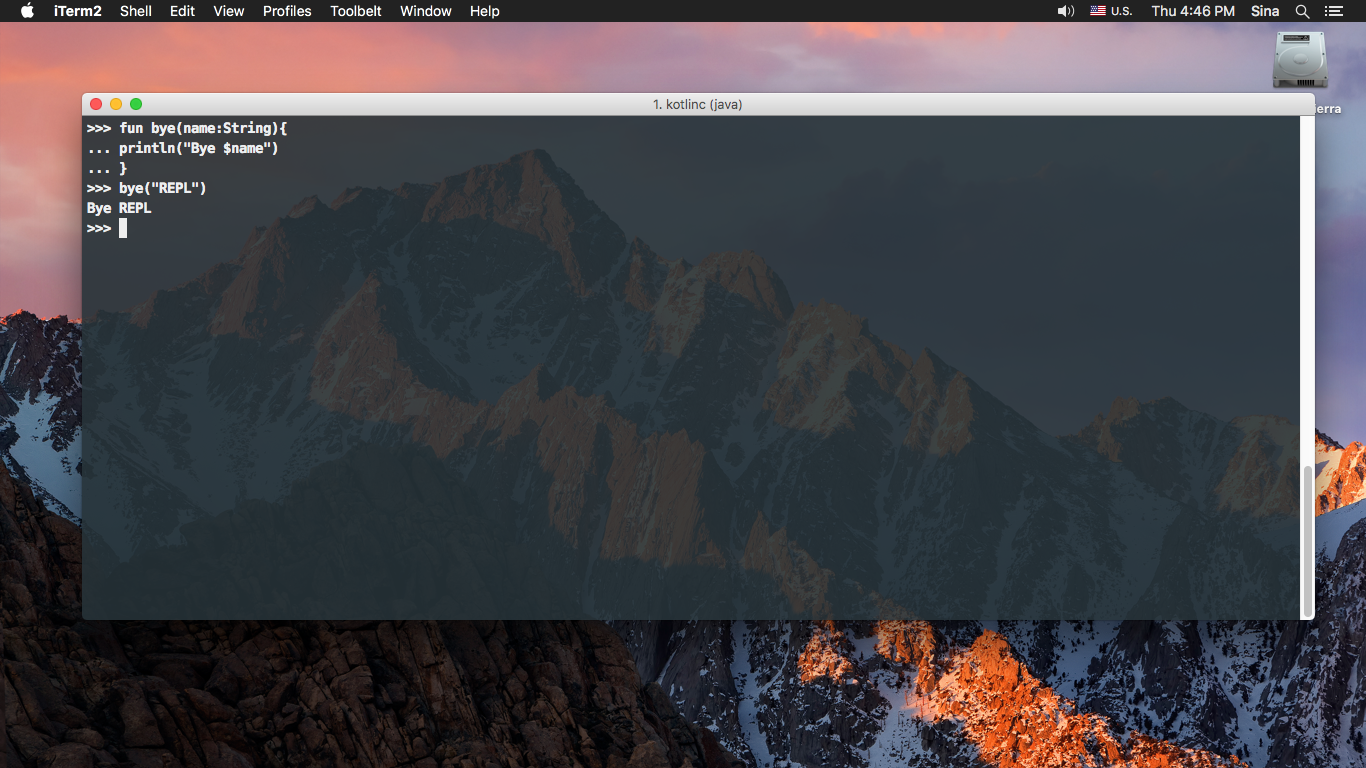 iTerm2 Shell Edit View Profiles Toolbelt Window Help U.S. Thu 4:46 PM Sina
1. kotlinc (java)
>>> fun bye(name:String){
... println("Bye $name")
... }
>>> bye("REPL")
Bye REPL
>>>